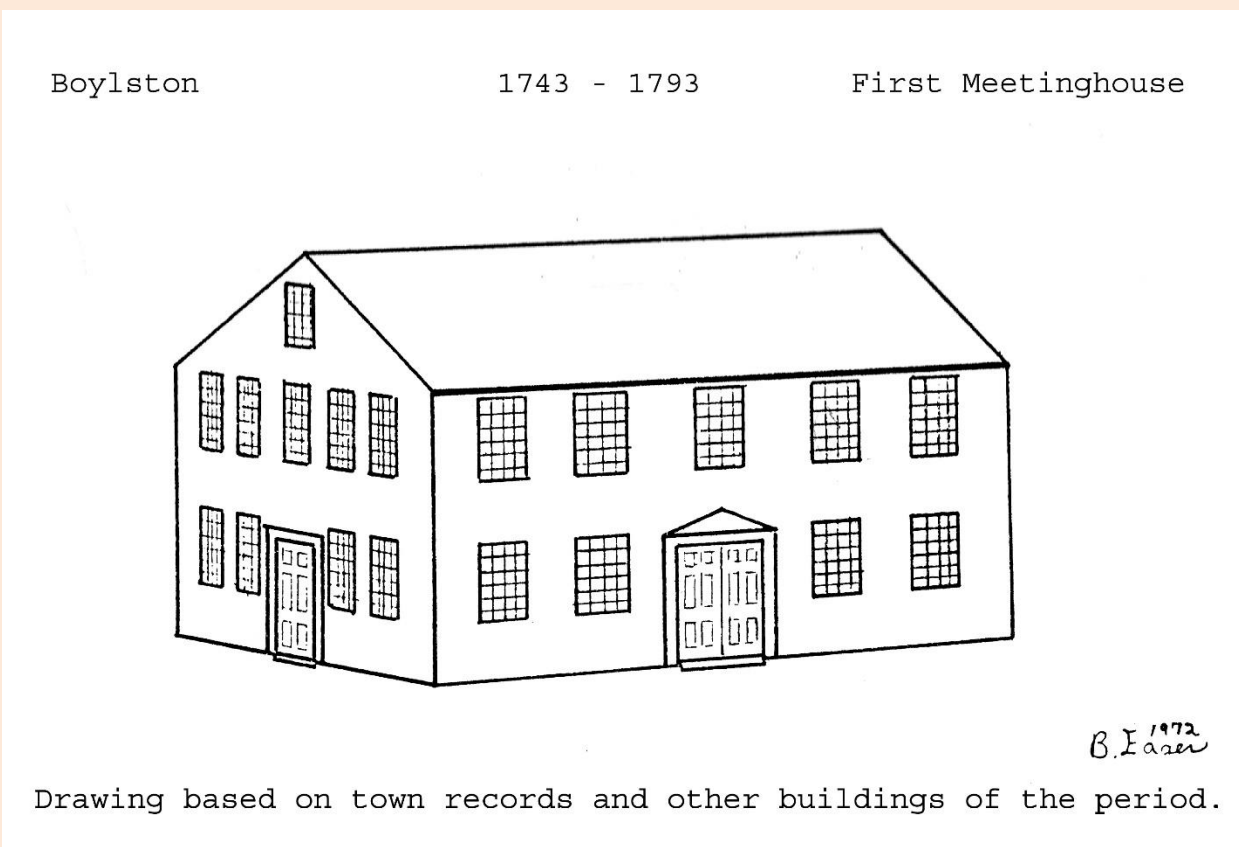 Boylston 1743 - 1793 First Meetinghouse
1972
B.
Drawing based on town records and other buildings of the period.